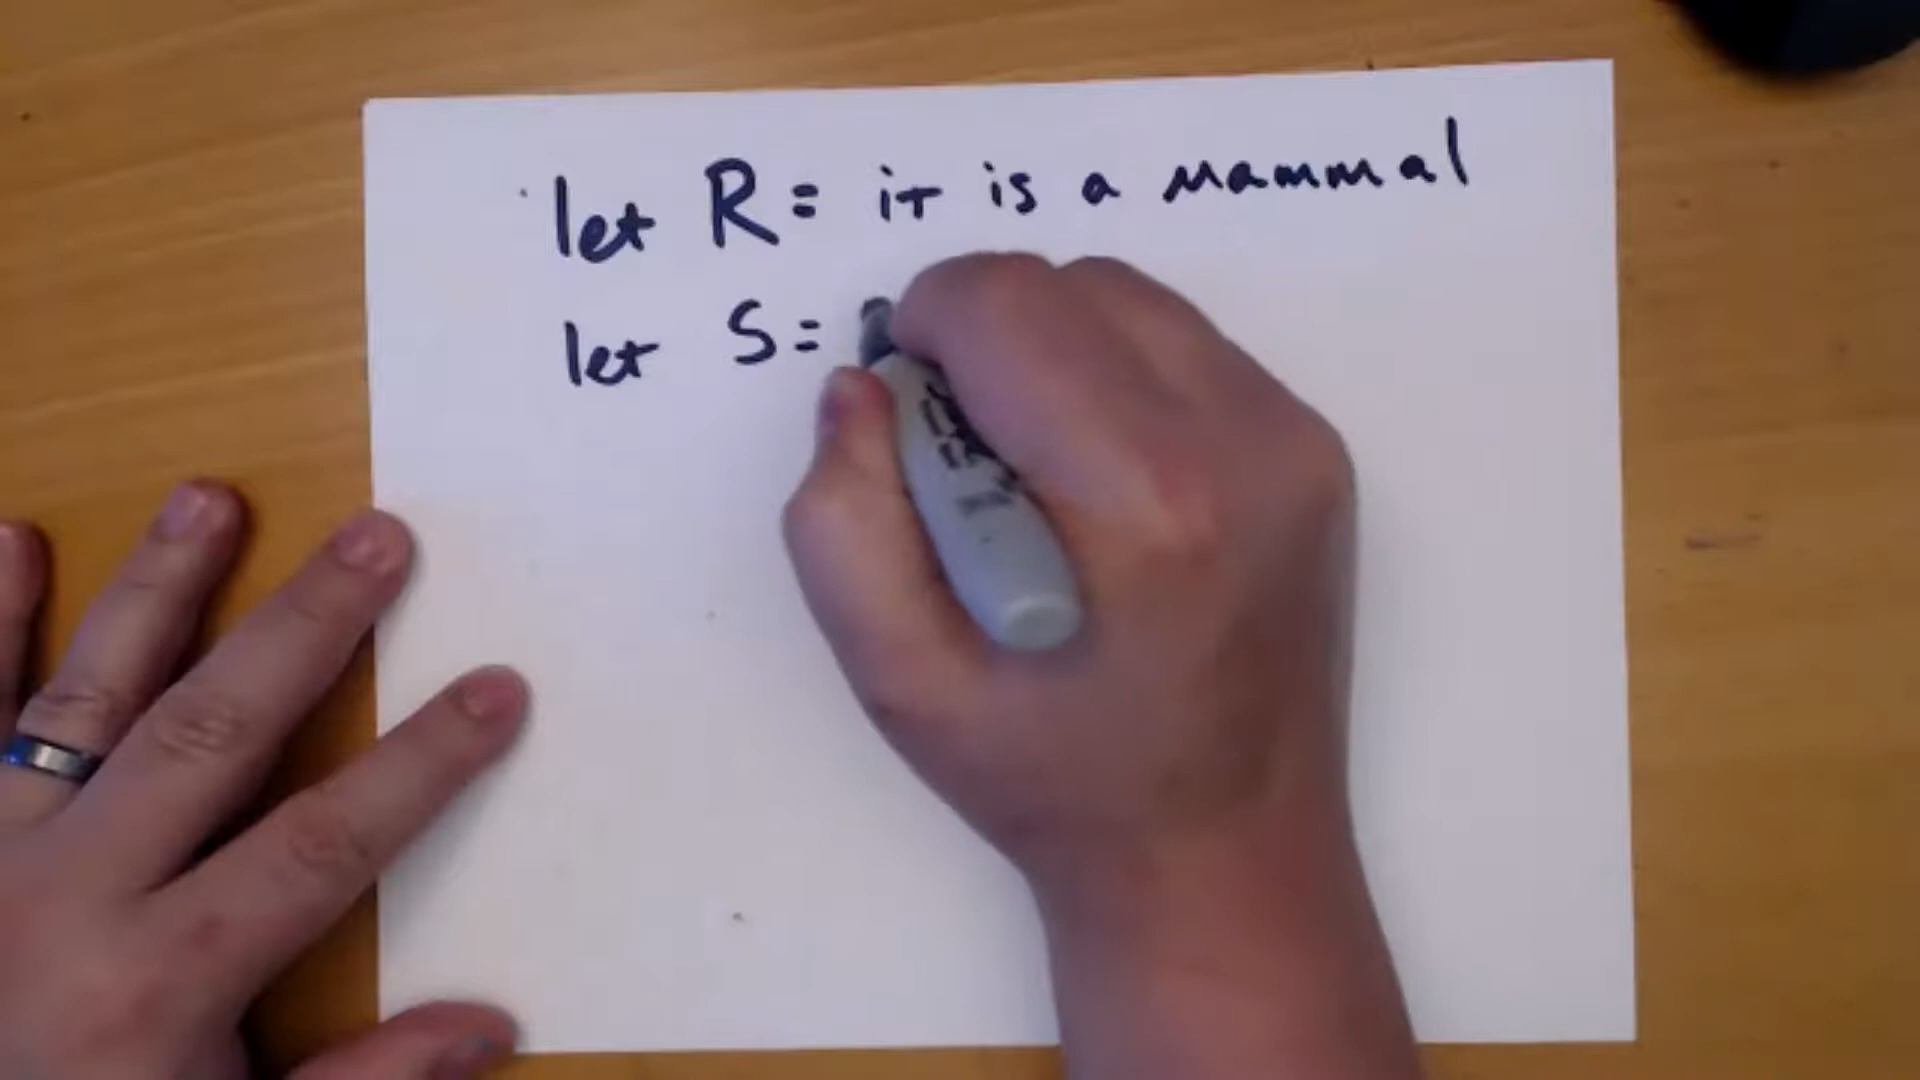 let R = it is a mammal
let S =